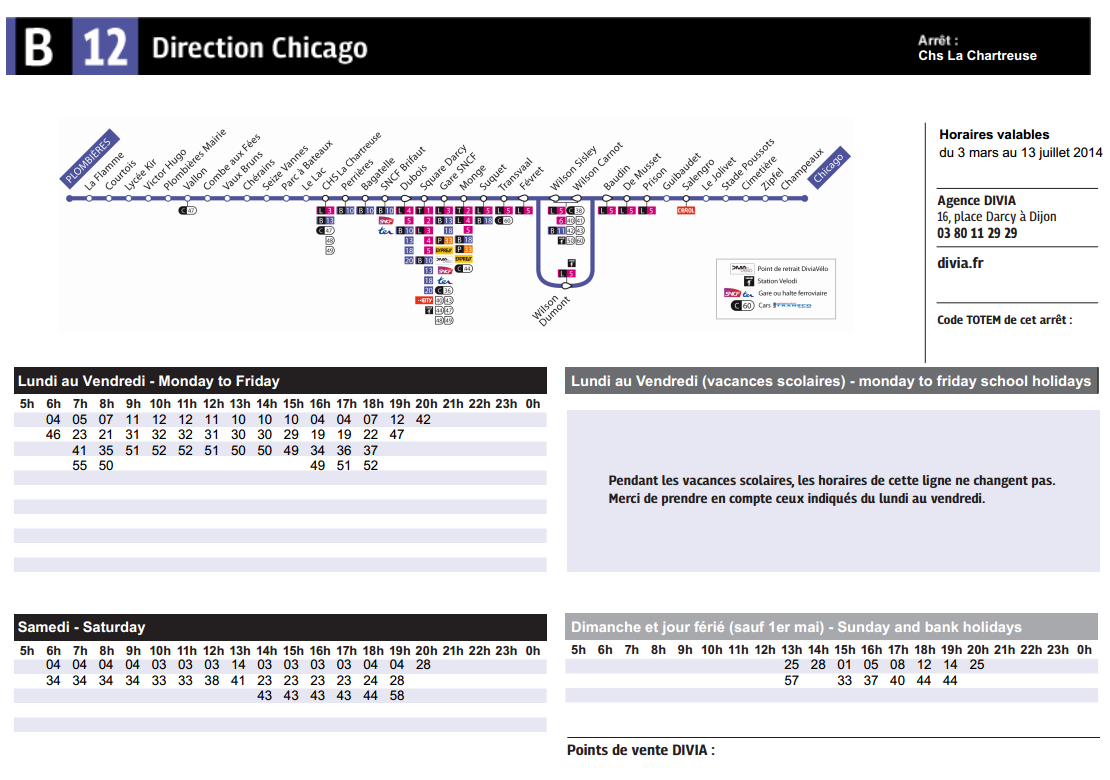 B 12 Direction Chicago
Arrêt :
Chs La Chartreuse
PLOMBIÈRES
La Flamme
Courtois
Lycée Kir
Victor Hugo
Plombières Mairie
Vallon
Combe aux Fées
Vaux Bruns
Chérains
Seize Vannes
Parc à Bateaux
Le Lac
CHS La Chartreuse
Perrières
Bagatelle
SNCF Brifaut
Dubois
Square Darcy
Gare SNCF
Monge
Suquet
Transvaal
Févret
Wilson Sisley
Wilson Carnot
Wilson
Dumont
Baudin
De Musset
Prison
Guibaudet
Salengro
Le Jolivet
Stade Poussots
Cimetière
Zipfel
Champeaux
Chicago
Point de retrait DiviaVélo
Station Velodi
Gare ou halte ferroviaire
C 60 Cars TRANSCO
Horaires valables
du 3 mars au 13 juillet 2014
Agence DIVIA
16, place Darcy à Dijon
03 80 11 29 29
divia.fr
Code TOTEM de cet arrêt :
Lundi au Vendredi - Monday to Friday
5h 6h 7h 8h 9h 10h 11h 12h 13h 14h 15h 16h 17h 18h 19h 20h 21h 22h 23h 0h
04 05 07 11 12 12 11 10 10 10 04 04 07 12 42
46 23 21 31 32 32 31 30 30 29 19 19 22 47
41 35 51 52 52 51 50 50 49 34 36 37
55 50 49 51 52
Lundi au Vendredi (vacances scolaires) - monday to friday school holidays
Pendant les vacances scolaires, les horaires de cette ligne ne changent pas.
Merci de prendre en compte ceux indiqués du lundi au vendredi.
Samedi - Saturday
5h 6h 7h 8h 9h 10h 11h 12h 13h 14h 15h 16h 17h 18h 19h 20h 21h 22h 23h 0h
04 04 04 04 03 03 03 14 03 03 03 03 04 04 28
34 34 34 34 33 33 38 41 23 23 23 23 24 28
43 43 43 43 44 58
Dimanche et jour férié (sauf 1er mai) - Sunday and bank holidays
5h 6h 7h 8h 9h 10h 11h 12h 13h 14h 15h 16h 17h 18h 19h 20h 21h 22h 23h 0h
25 28 01 05 08 12 14 25
57 33 37 40 44 44
Points de vente DIVIA :